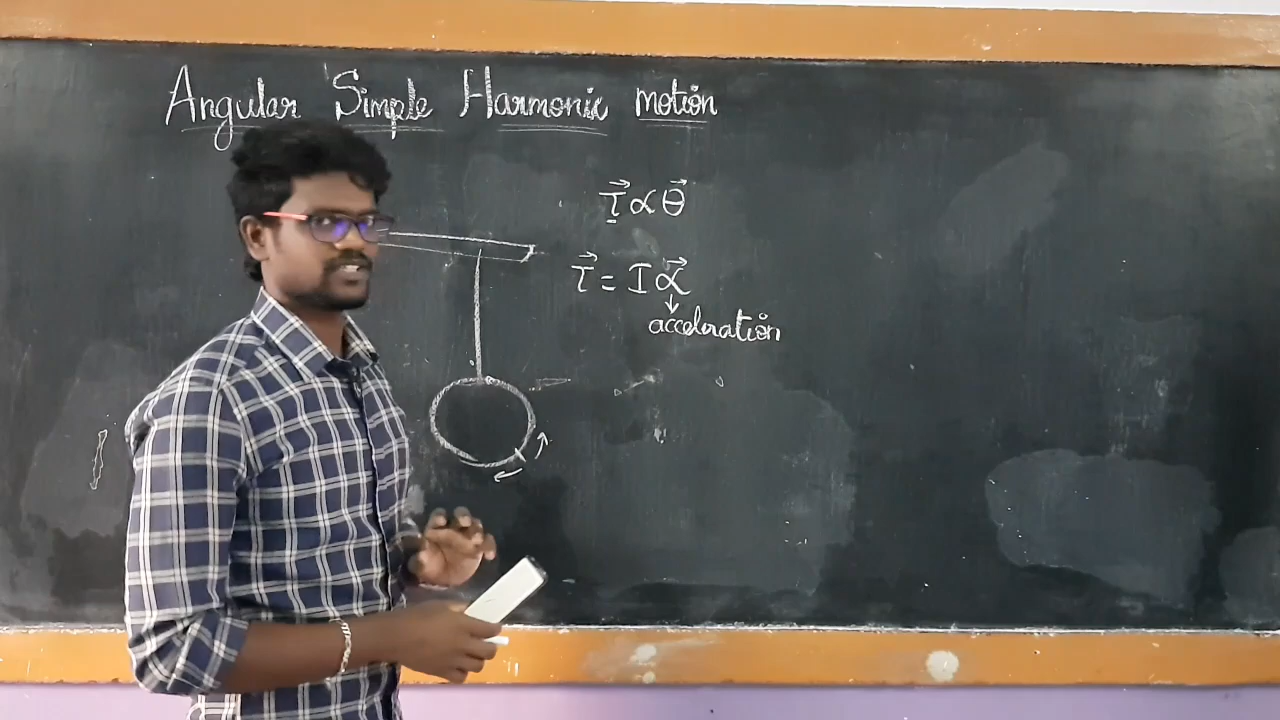 Angular Simple Harmonic motion
τ⃗ ∝ θ⃗
τ⃗ = I α⃗
acceleration